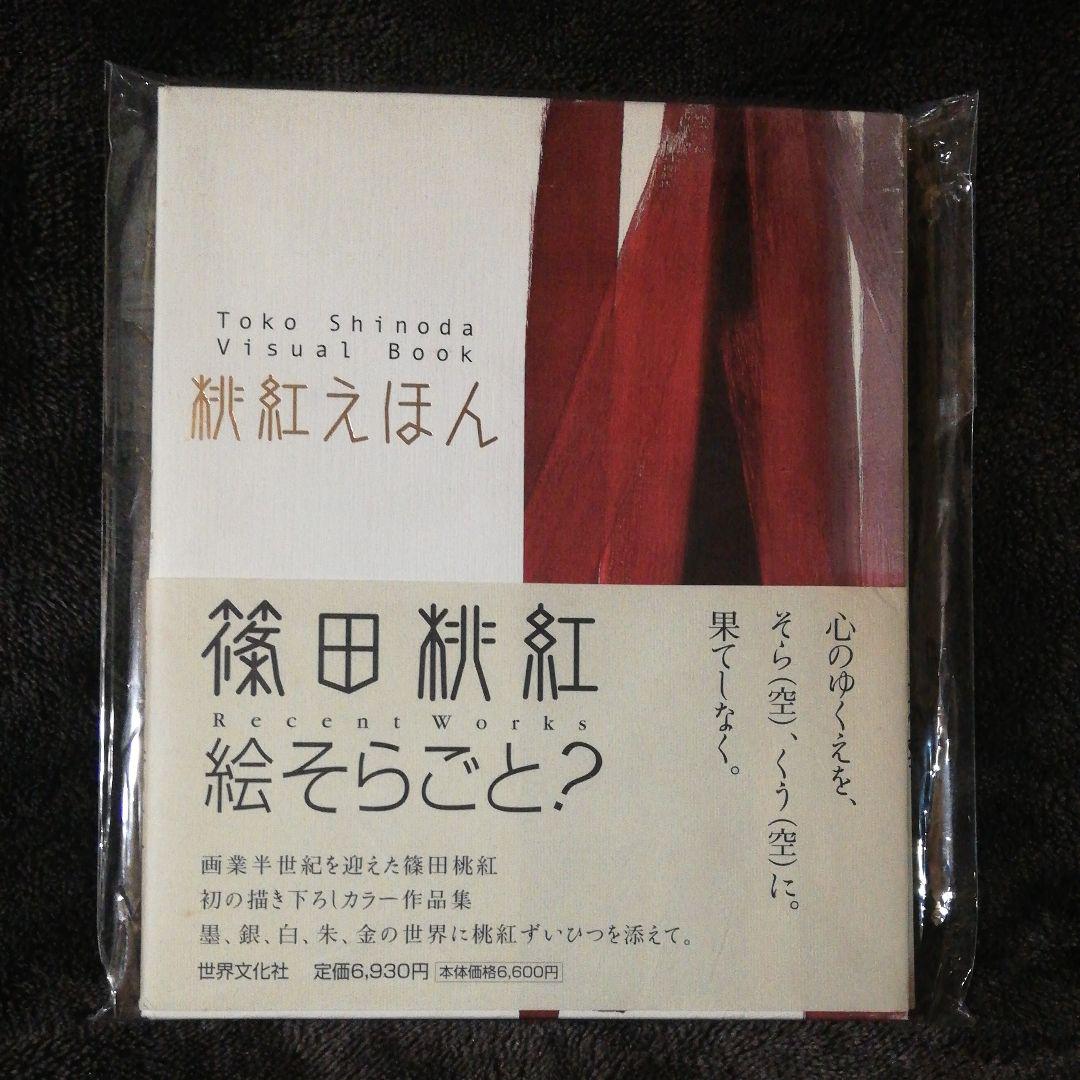 Toko Shinoda
Visual Book
桃紅えほん
篠田桃紅
Recent Works
絵そらごと?
心のゆくえを、
そら(空)、くう(空)に。
果てしなく。
画業半世紀を迎えた篠田桃紅
初の描き下ろしカラー作品集
墨、銀、白、朱、金の世界に桃紅ずいひつを添えて。
世界文化社 定価6,930円 本体価格6,600円